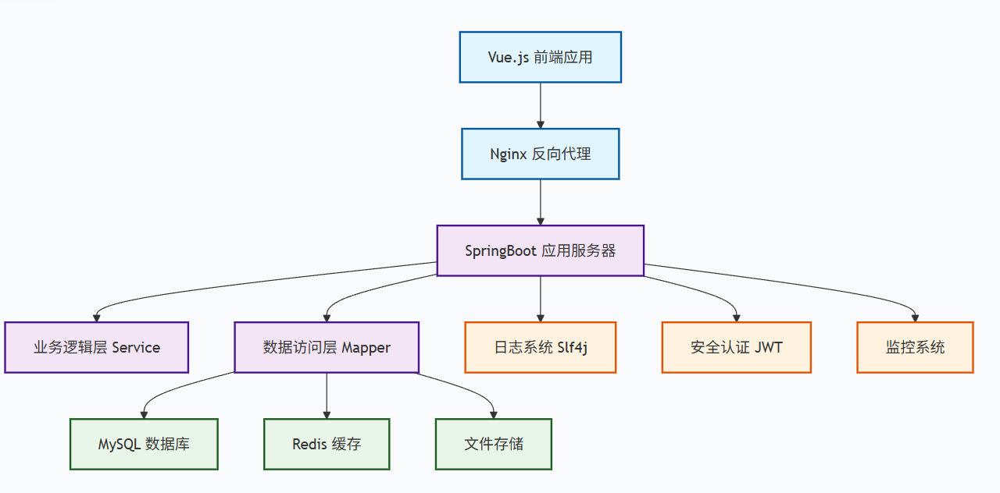 Vue.js 前端应用
Nginx 反向代理
SpringBoot 应用服务器
业务逻辑层 Service
数据访问层 Mapper
日志系统 Slf4j
安全认证 JWT
监控系统
MySQL 数据库
Redis 缓存
文件存储